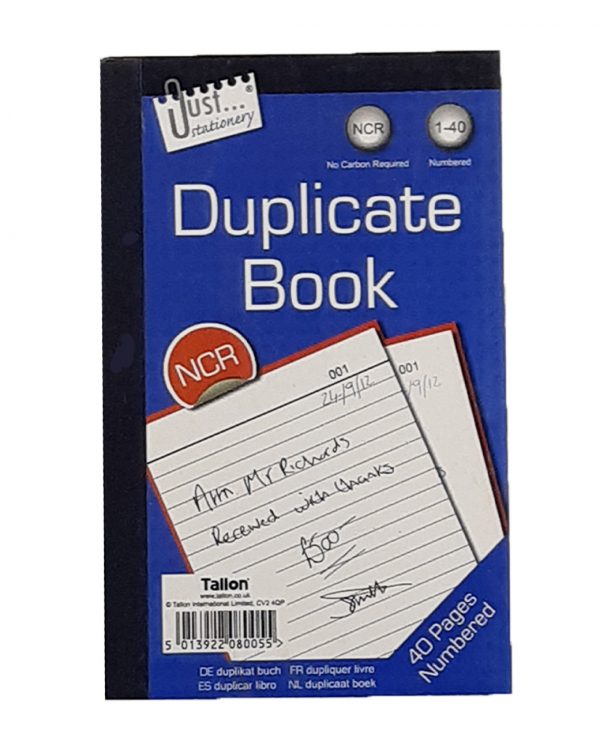 Just... ®
stationery
NCR
1-40
No Carbon Required
Numbered
Duplicate
Book
NCR
001
24/9/12
001
/9/12
Attn Mr Richards
Received with thanks
£500
Smith
Tallon
www.tallon.co.uk
© Tallon International Limited, CV2 4QP
5 013922 080055 >
40 Pages
Numbered
DE duplikat buch FR dupliquer livre
ES duplicar libro NL duplicaat boek